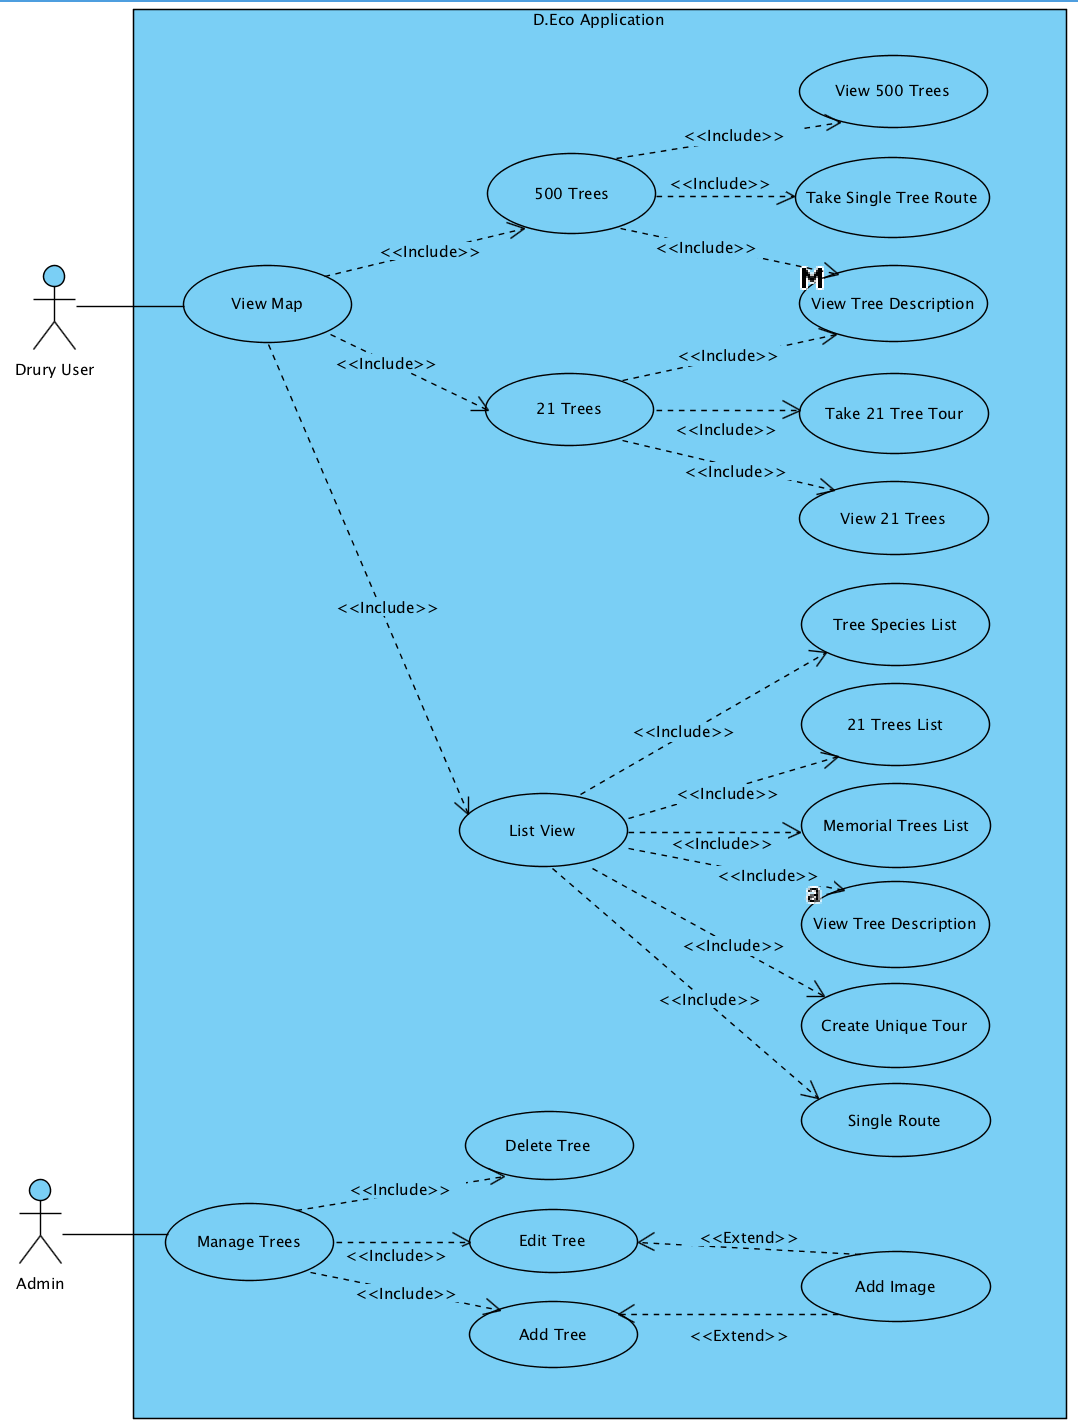 D.Eco Application
View 500 Trees
<<Include>>
500 Trees
<<Include>>
Take Single Tree Route
<<Include>>
<<Include>>
M
View Map
View Tree Description
Drury User
<<Include>>
<<Include>>
21 Trees
Take 21 Tree Tour
<<Include>>
<<Include>>
View 21 Trees
<<Include>>
Tree Species List
<<Include>>
21 Trees List
<<Include>>
List View
Memorial Trees List
<<Include>>
<<Include>>
a
View Tree Description
<<Include>>
<<Include>>
Create Unique Tour
Single Route
Delete Tree
<<Include>>
Manage Trees
Edit Tree
<<Extend>>
<<Include>>
Admin
Add Image
<<Include>>
Add Tree
<<Extend>>